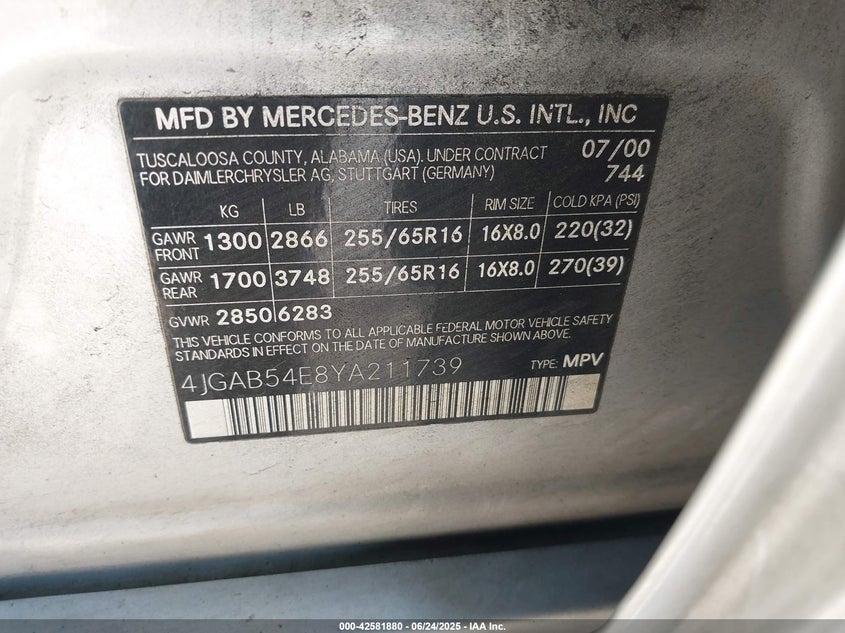 MFD BY MERCEDES-BENZ U.S. INTL., INC
TUSCALOOSA COUNTY, ALABAMA (USA). UNDER CONTRACT 07/00
FOR DAIMLERCHRYSLER AG, STUTTGART (GERMANY) 744
KG LB TIRES RIM SIZE COLD KPA (PSI)
GAWR FRONT 1300 2866 255/65R16 16X8.0 220(32)
GAWR REAR 1700 3748 255/65R16 16X8.0 270(39)
GVWR 2850 6283
THIS VEHICLE CONFORMS TO ALL APPLICABLE FEDERAL MOTOR VEHICLE SAFETY
STANDARDS IN EFFECT ON THE DATE OF MANUFACTURE SHOWN ABOVE.
4JGAB54E8YA211739 TYPE: MPV
000-42581880 - 06/24/2025 - IAA Inc.